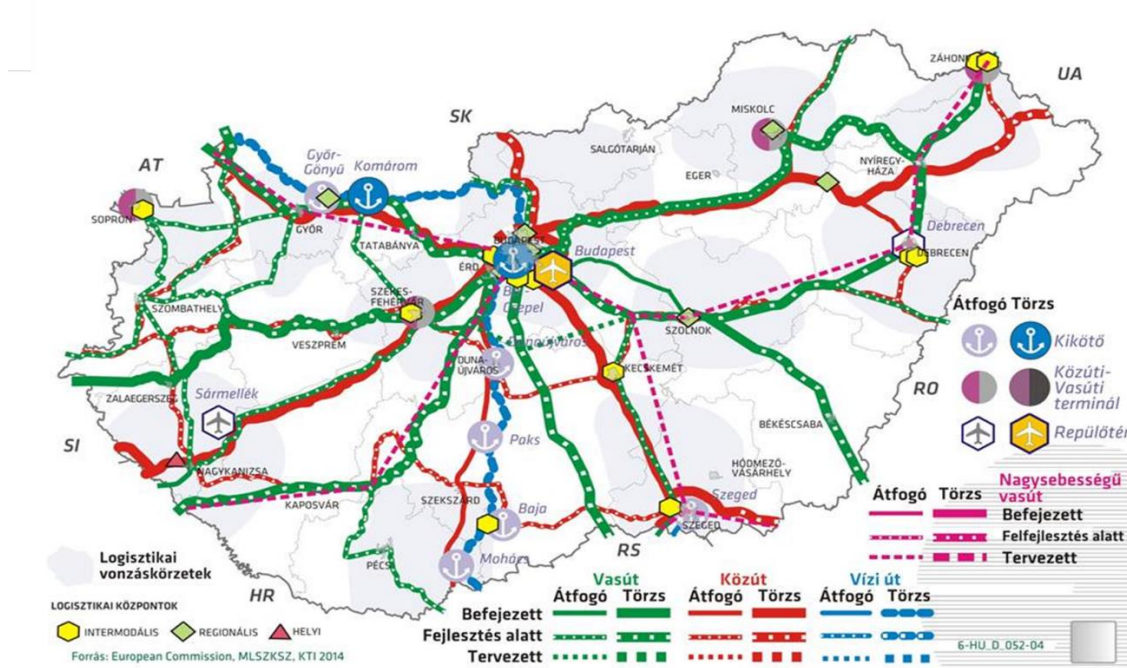 UA
ZÁHONY
SK
MISKOLC
SALGÓTARJÁN
NYÍREGY-
HÁZA
EGER
AT
Győr-
Gönyű
Komárom
SOPRON
GYŐR
TATABÁNYA
BUDAPEST
Budapest
ÉRD
Debrecen
DEBRECEN
Csepel
SZÉKES-
FEHÉRVÁR
SZOMBATHELY
VESZPRÉM
SZOLNOK
Dunaújváros
DUNA-
ÚJVÁROS
KECSKEMÉT
RO
Sármellék
ZALAEGERSZEG
SI
Paks
BÉKÉSCSABA
NAGYKANIZSA
HÓDMEZŐ-
VÁSÁRHELY
KAPOSVÁR
SZEKSZÁRD
Baja
Szeged
SZEGED
RS
Mohács
PÉCS
HR
Átfogó Törzs
Kikötő
Közúti-
Vasúti
terminál
Repülőtér
Nagysebességű
vasút
Átfogó Törzs
Befejezett
Felfejlesztés alatt
Tervezett
Logisztikai
vonzáskörzetek
LOGISZTIKAI KÖZPONTOK
INTERMODÁLIS REGIONÁLIS HELYI
Forrás: European Commission, MLSZKSZ, KTI 2014
Vasút Közút Vízi út
Átfogó Törzs Átfogó Törzs Átfogó Törzs
Befejezett
Fejlesztés alatt
Tervezett
6-HU_D_052-04